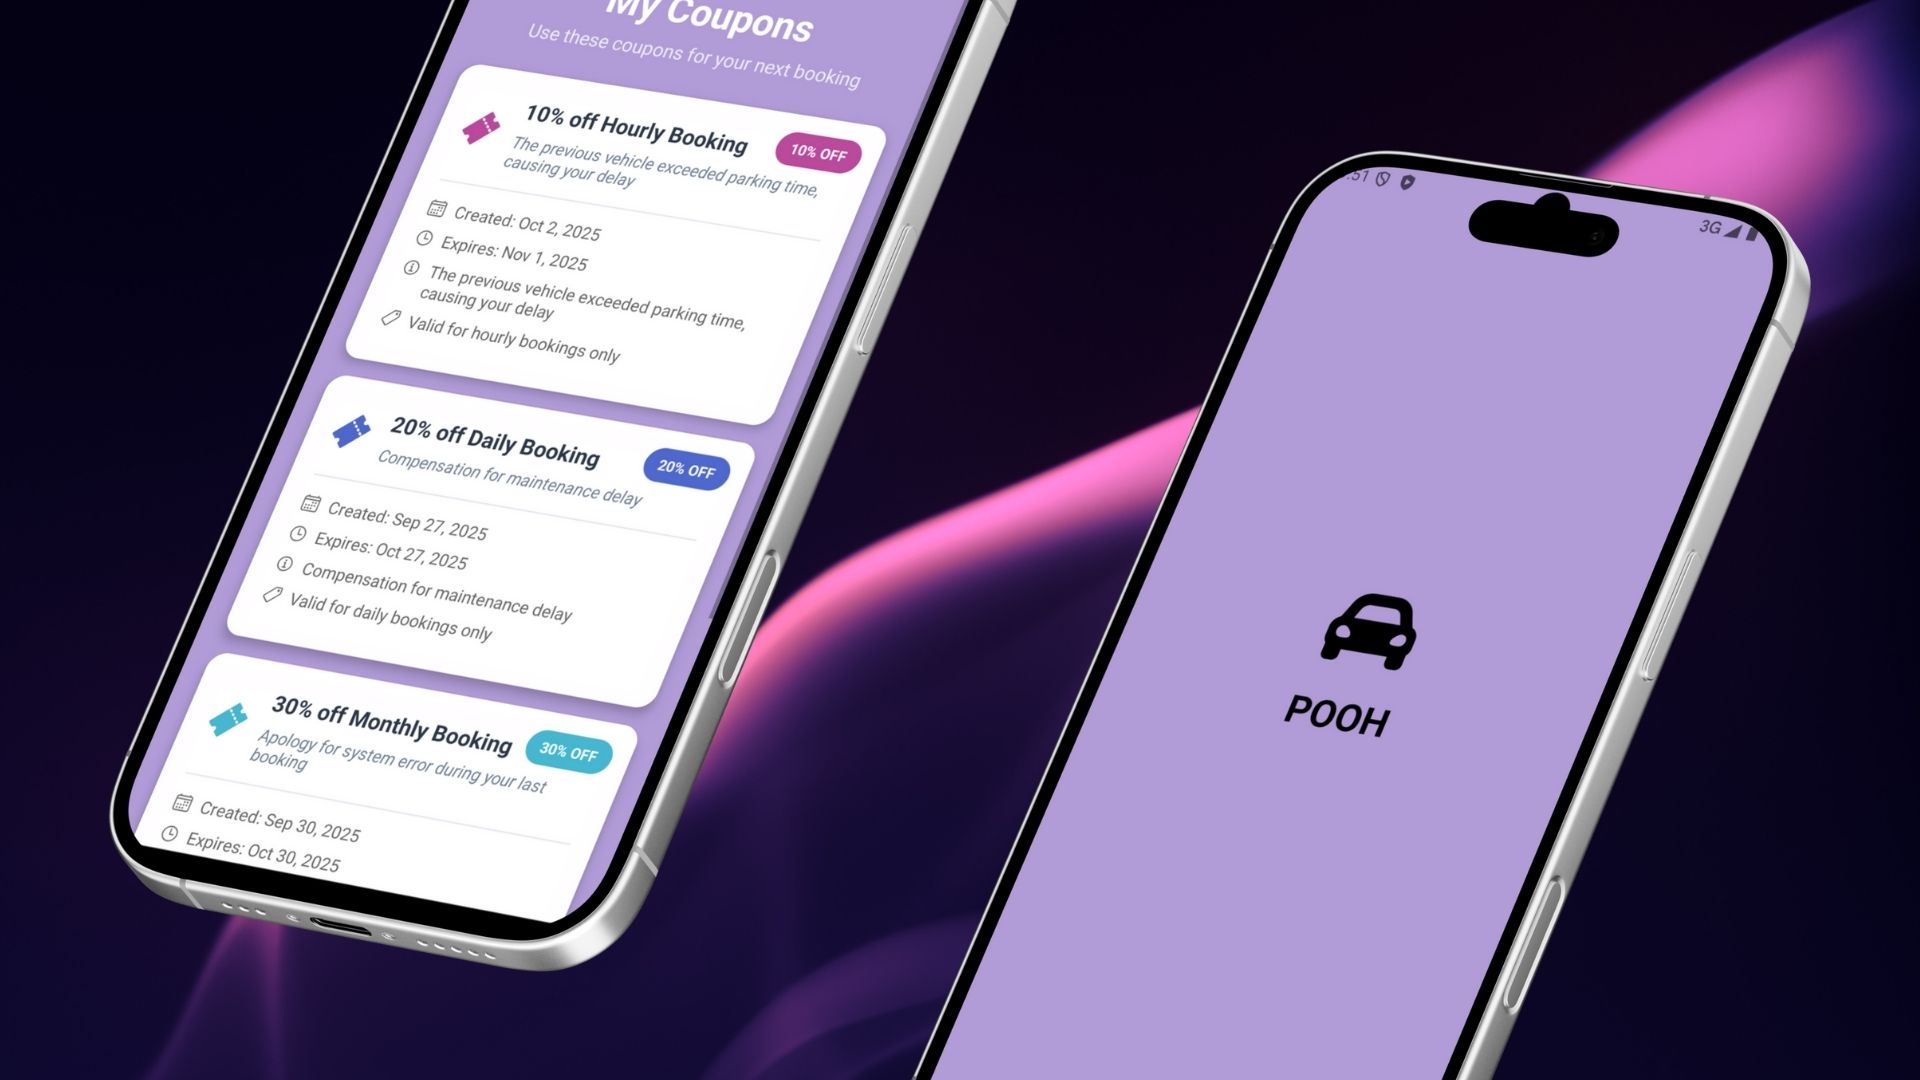 My Coupons
Use these coupons for your next booking
10% off Hourly Booking
10% OFF
The previous vehicle exceeded parking time,
causing your delay
Created: Oct 2, 2025
Expires: Nov 1, 2025
The previous vehicle exceeded parking time,
causing your delay
Valid for hourly bookings only
20% off Daily Booking
20% OFF
Compensation for maintenance delay
Created: Sep 27, 2025
Expires: Oct 27, 2025
Compensation for maintenance delay
Valid for daily bookings only
30% off Monthly Booking
30% OFF
Apology for system error during your last
booking
Created: Sep 30, 2025
Expires: Oct 30, 2025
:51
3G
POOH